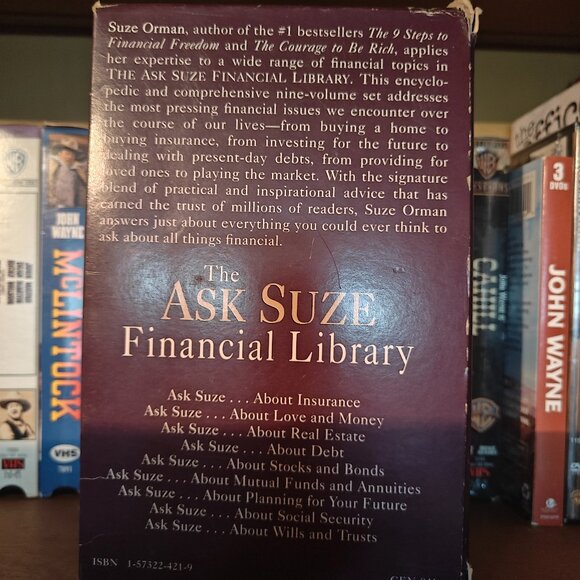 Suze Orman, author of the #1 bestsellers The 9 Steps to
Financial Freedom and The Courage to Be Rich, applies
her expertise to a wide range of financial topics in
THE ASK SUZE FINANCIAL LIBRARY. This encyclo-
pedic and comprehensive nine-volume set addresses
the most pressing financial issues we encounter over
the course of our lives—from buying a home to
buying insurance, from investing for the future to
dealing with present-day debts, from providing for
loved ones to playing the market. With the signature
blend of practical and inspirational advice that has
earned the trust of millions of readers, Suze Orman
answers just about everything you could ever think to
ask about all things financial.
The
ASK SUZE
Financial Library
Ask Suze . . . About Insurance
Ask Suze . . . About Love and Money
Ask Suze . . . About Real Estate
Ask Suze . . . About Debt
Ask Suze . . . About Stocks and Bonds
Ask Suze . . . About Mutual Funds and Annuities
Ask Suze . . . About Planning for Your Future
Ask Suze . . . About Social Security
Ask Suze . . . About Wills and Trusts
ISBN 1-57322-421-9
JOHN
WAYNE
McLINTOCK
VHS
CAHILL
3
DVDs
JOHN WAYNE